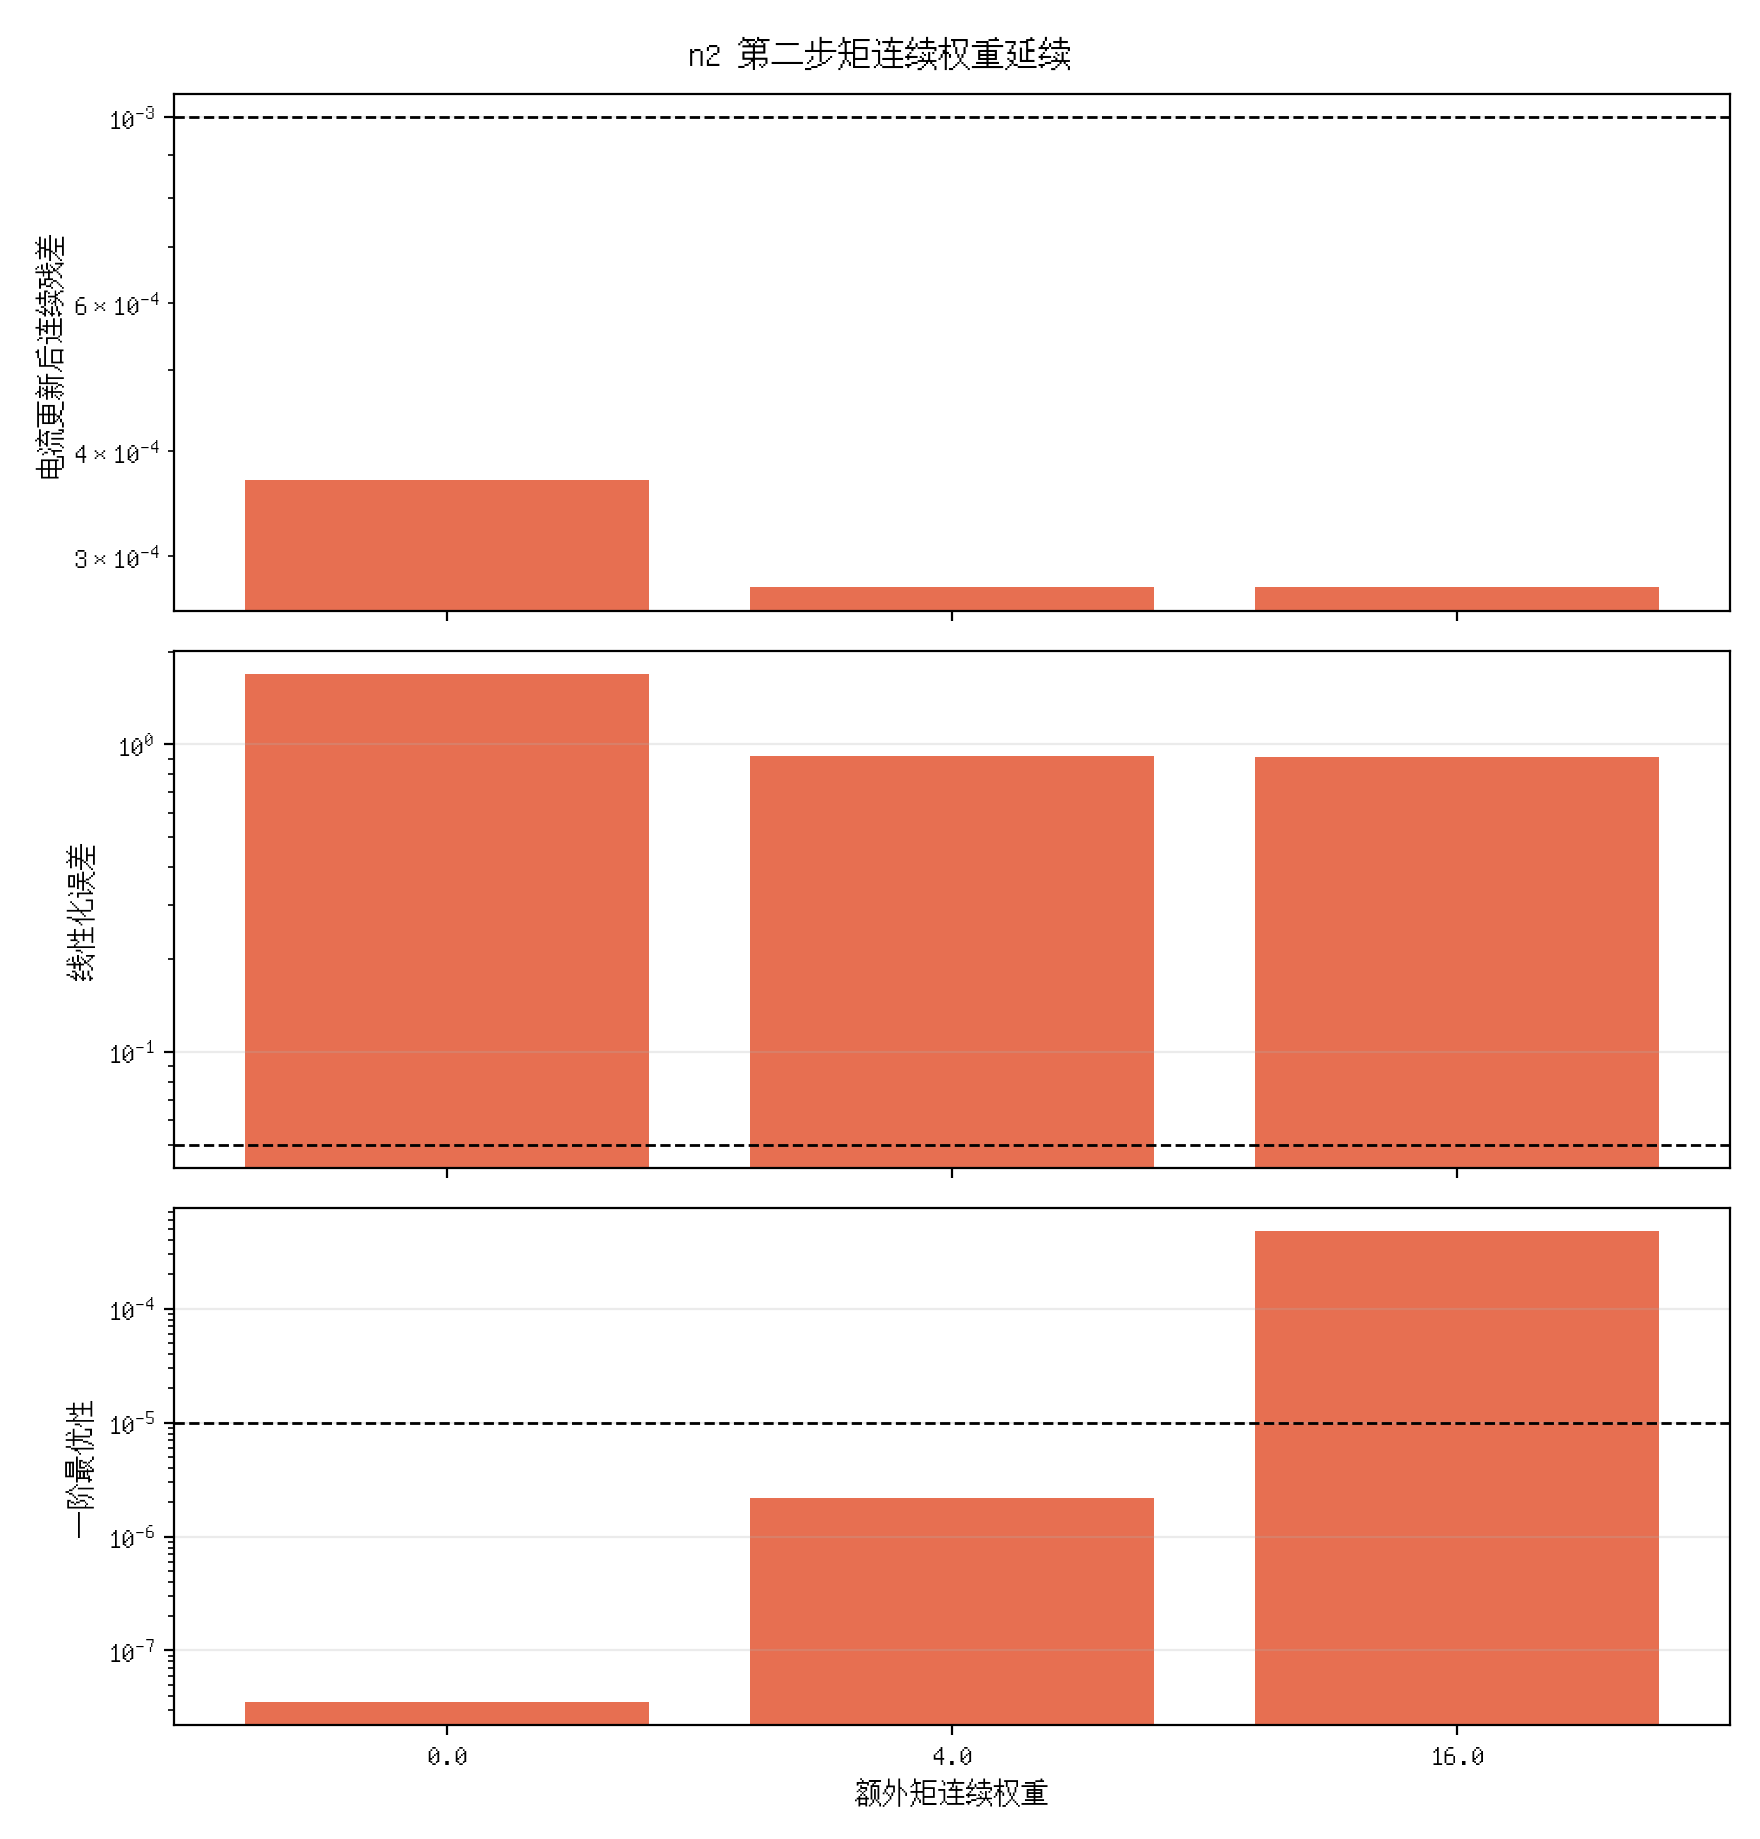 n2 第二步矩连续权重延续
电流更新后连续残差
10⁻³
6 × 10⁻⁴
4 × 10⁻⁴
3 × 10⁻⁴
线性化误差
10⁰
10⁻¹
一阶最优性
10⁻⁴
10⁻⁵
10⁻⁶
10⁻⁷
0.0 4.0 16.0
额外矩连续权重